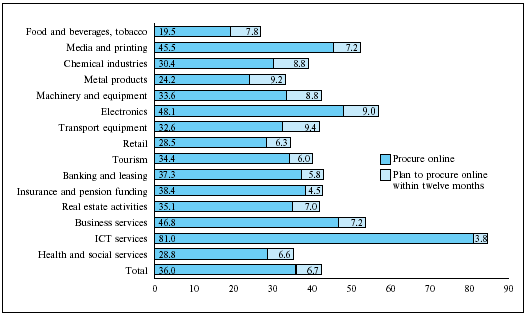 Food and beverages, tobacco 19.5 7.8
Media and printing 45.5 7.2
Chemical industries 30.4 8.8
Metal products 24.2 9.2
Machinery and equipment 33.6 8.8
Electronics 48.1 9.0
Transport equipment 32.6 9.4
Retail 28.5 6.3
Tourism 34.4 6.0
Banking and leasing 37.3 5.8
Insurance and pension funding 38.4 4.5
Real estate activities 35.1 7.0
Business services 46.8 7.2
ICT services 81.0 3.8
Health and social services 28.8 6.6
Total 36.0 6.7
Procure online
Plan to procure online
within twelve months
0 10 20 30 40 50 60 70 80 90